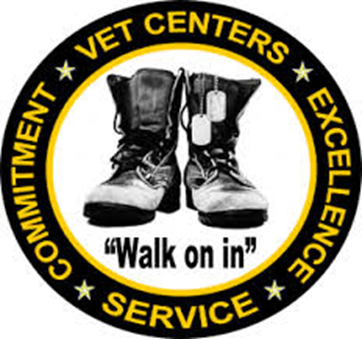 VET CENTERS
EXCELLENCE
SERVICE
COMMITMENT
“Walk on in”